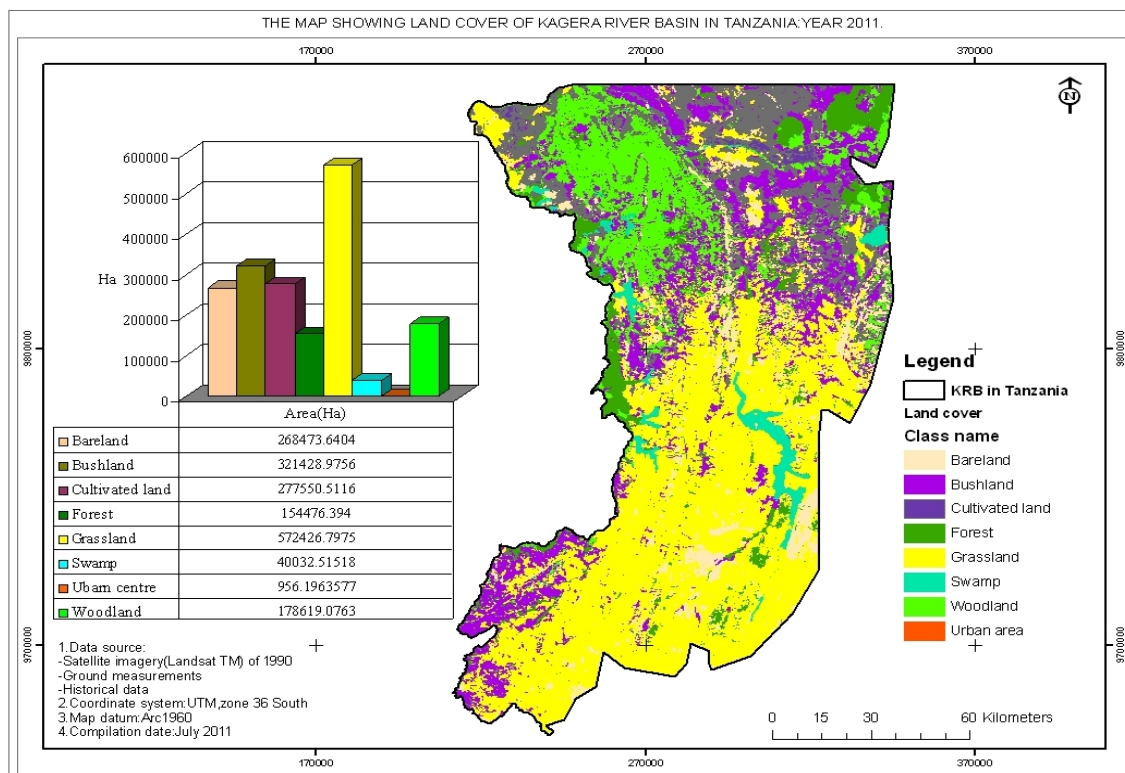 THE MAP SHOWING LAND COVER OF KAGERA RIVER BASIN IN TANZANIA:YEAR 2011.
170000 270000 370000
600000
500000
400000
300000
200000
100000
0
Ha
Area(Ha)
Bareland 268473.6404
Bushland 321428.9756
Cultivated land 277550.5116
Forest 154476.394
Grassland 572426.7975
Swamp 40032.51518
Ubarn centre 956.1963577
Woodland 178619.0763
1.Data source:
-Satellite imagery(Landsat TM) of 1990
-Ground measurements
-Historical data
2.Coordinate system:UTM,zone 36 South
3.Map datum:Arc1960
4.Compilation date:July 2011
N
9800000
9700000
9800000
9700000
Legend
KRB in Tanzania
Land cover
Class name
Bareland
Bushland
Cultivated land
Forest
Grassland
Swamp
Woodland
Urban area
0 15 30 60 Kilometers
170000 270000 370000